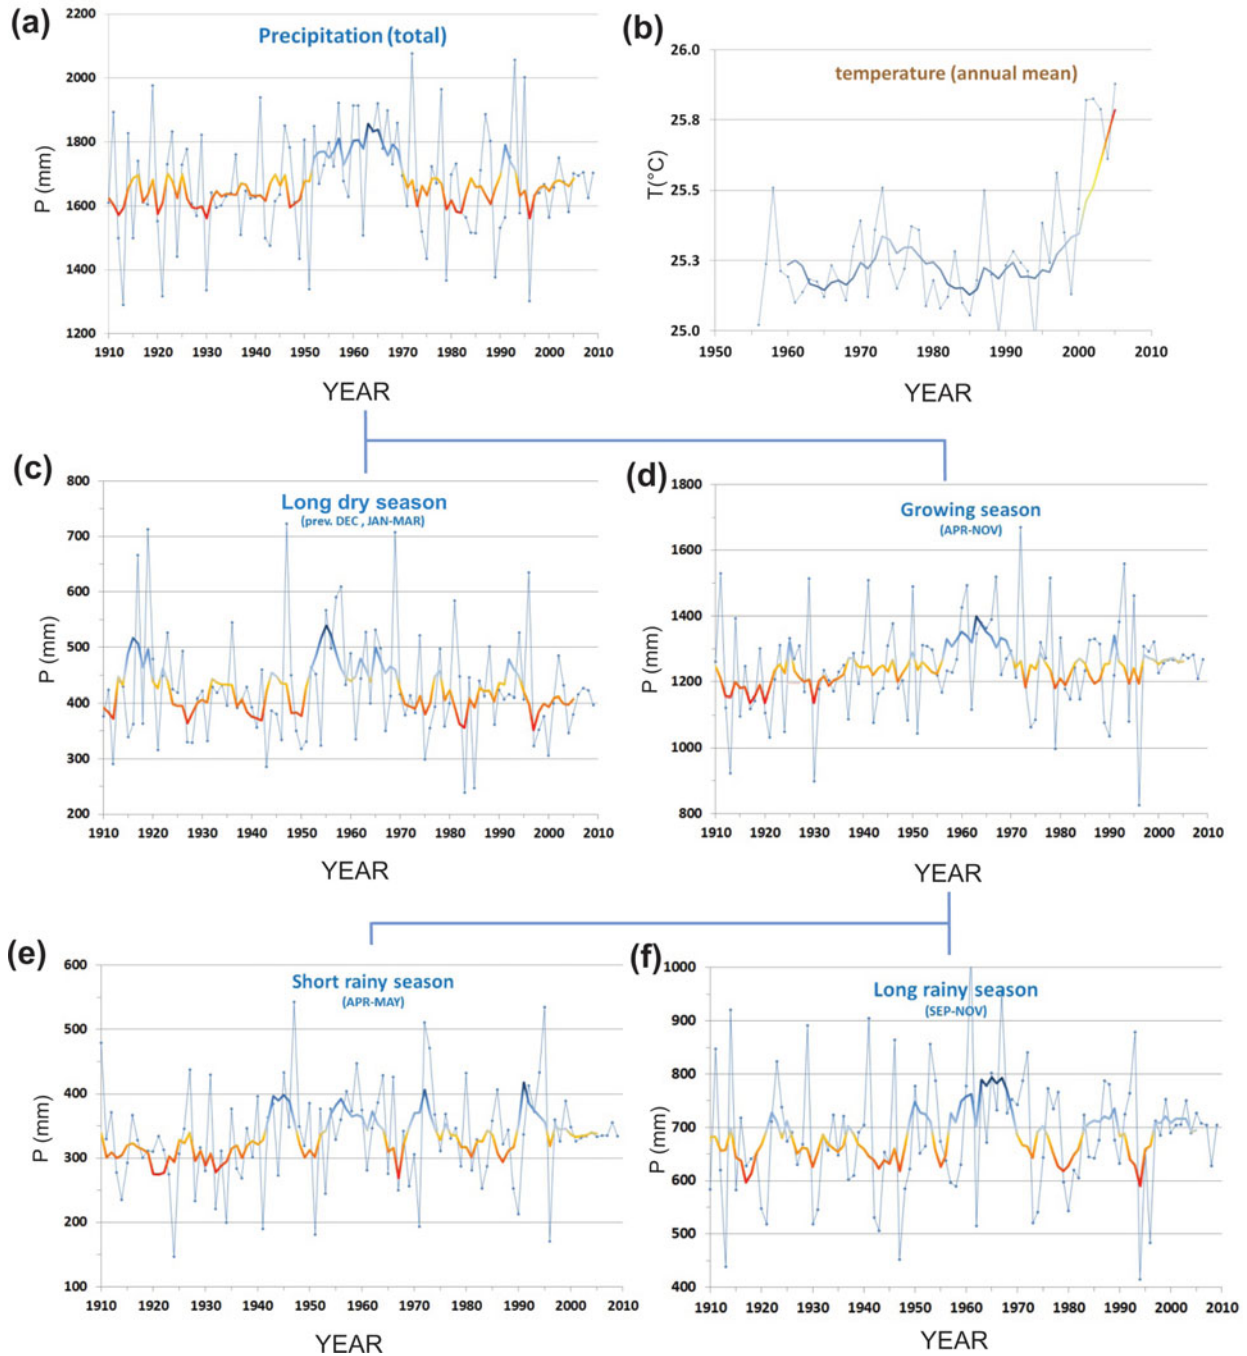 (a)
Precipitation (total)
P (mm)
2200
2000
1800
1600
1400
1200
1910 1920 1930 1940 1950 1960 1970 1980 1990 2000 2010
YEAR
(b)
temperature (annual mean)
T(°C)
26.0
25.8
25.5
25.3
25.0
1950 1960 1970 1980 1990 2000 2010
YEAR
(c)
Long dry season
(prev. DEC , JAN-MAR)
P (mm)
800
700
600
500
400
300
200
1910 1920 1930 1940 1950 1960 1970 1980 1990 2000 2010
YEAR
(d)
Growing season
(APR-NOV)
P (mm)
1800
1600
1400
1200
1000
800
1910 1920 1930 1940 1950 1960 1970 1980 1990 2000 2010
YEAR
(e)
Short rainy season
(APR-MAY)
P (mm)
600
500
400
300
200
100
1910 1920 1930 1940 1950 1960 1970 1980 1990 2000 2010
YEAR
(f)
Long rainy season
(SEP-NOV)
P (mm)
1000
900
800
700
600
500
400
1910 1920 1930 1940 1950 1960 1970 1980 1990 2000 2010
YEAR